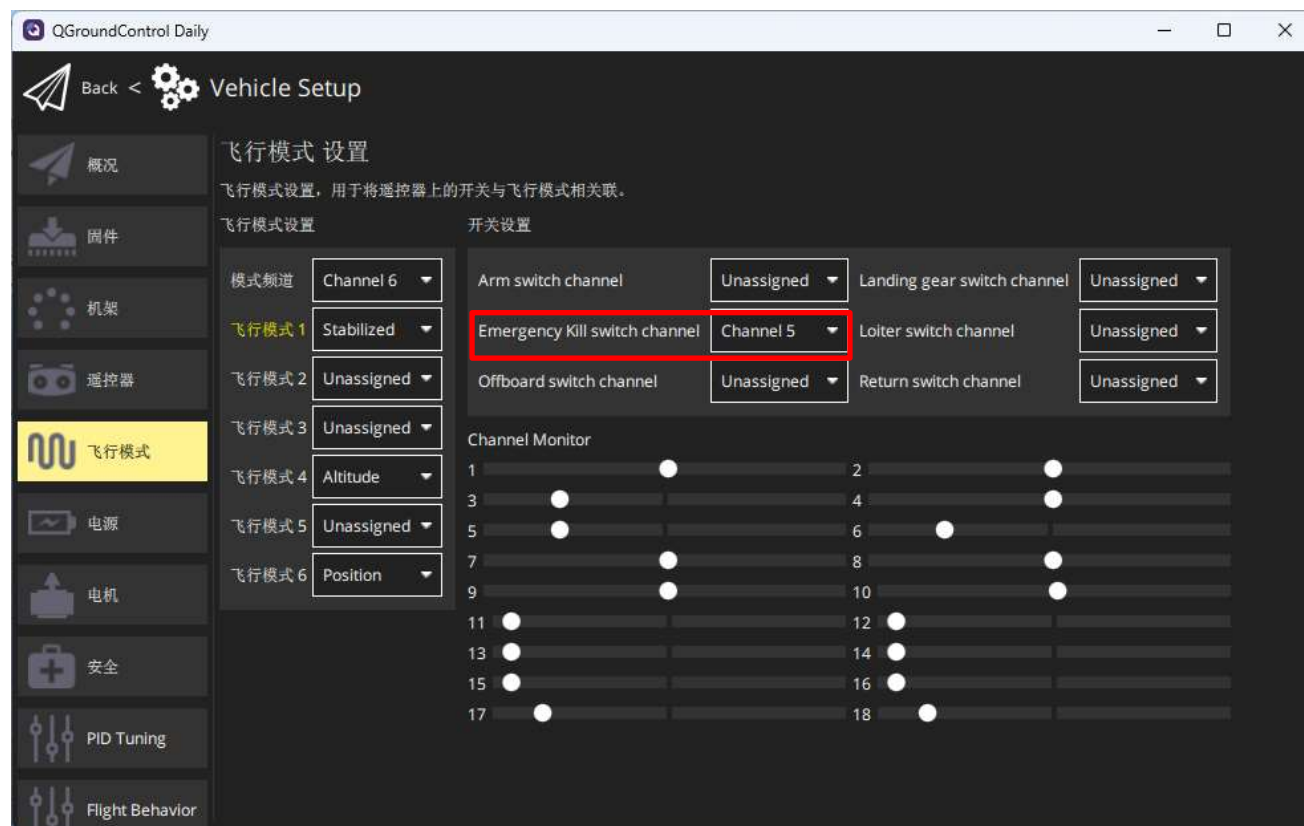 QGroundControl Daily
Back < Vehicle Setup
概况
固件
机架
遥控器
飞行模式
电源
电机
安全
PID Tuning
Flight Behavior
飞行模式 设置
飞行模式设置，用于将遥控器上的开关与飞行模式相关联。
飞行模式设置
模式频道 Channel 6
飞行模式 1 Stabilized
飞行模式 2 Unassigned
飞行模式 3 Unassigned
飞行模式 4 Altitude
飞行模式 5 Unassigned
飞行模式 6 Position
开关设置
Arm switch channel Unassigned Landing gear switch channel Unassigned
Emergency Kill switch channel Channel 5 Loiter switch channel Unassigned
Offboard switch channel Unassigned Return switch channel Unassigned
Channel Monitor
1 2
3 4
5 6
7 8
9 10
11 12
13 14
15 16
17 18